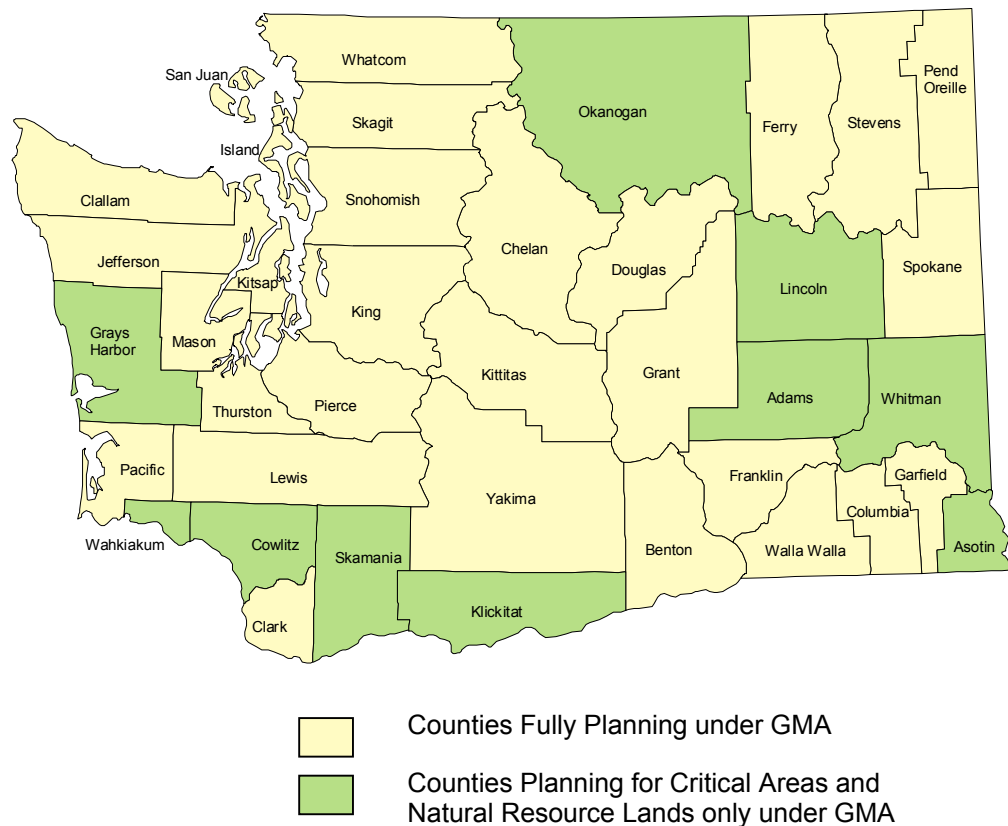 Whatcom
San Juan
Pend
Oreille
Okanogan
Skagit
Ferry
Stevens
Island
Clallam
Snohomish
Chelan
Jefferson
Douglas
Spokane
Kitsap
Lincoln
King
Grays
Harbor
Mason
Kittitas
Grant
Adams
Whitman
Thurston
Pierce
Pacific
Lewis
Franklin
Garfield
Yakima
Columbia
Wahkiakum
Cowlitz
Skamania
Benton
Walla Walla
Asotin
Klickitat
Clark
Counties Fully Planning under GMA
Counties Planning for Critical Areas and
Natural Resource Lands only under GMA